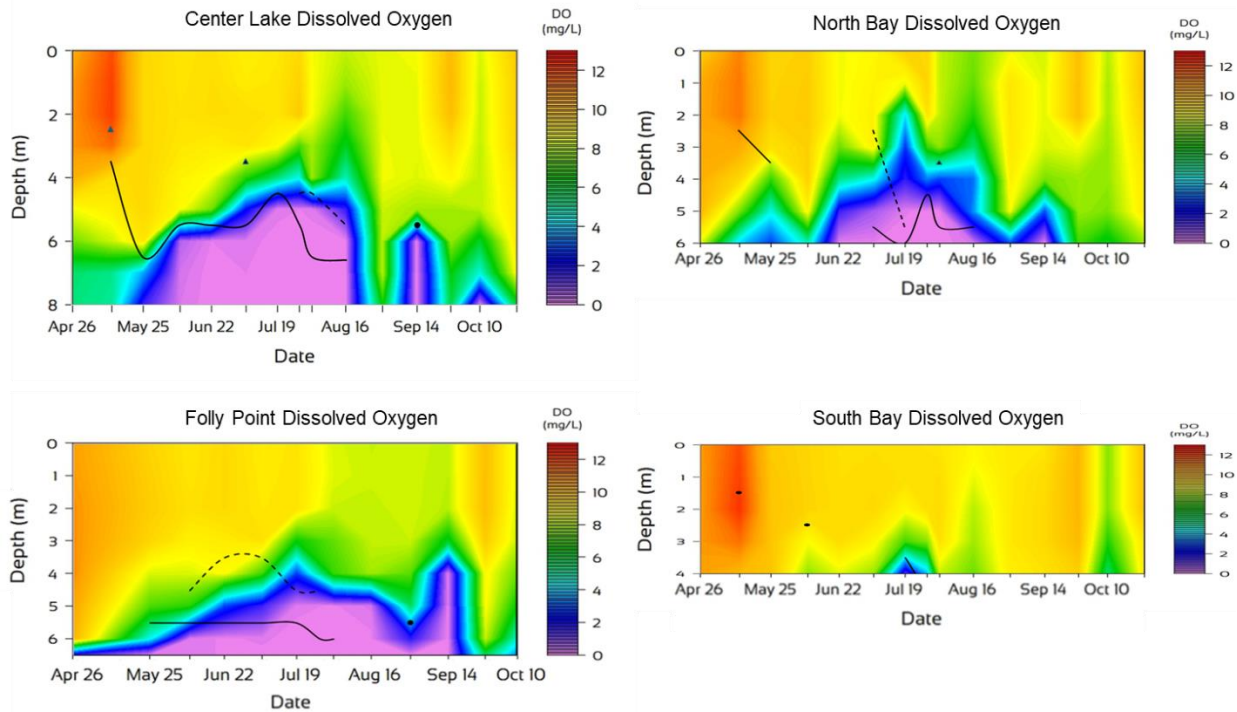 Center Lake Dissolved Oxygen
DO
(mg/L)
Depth (m)
0
2
4
6
8
12
10
8
6
4
2
0
Apr 26 May 25 Jun 22 Jul 19 Aug 16 Sep 14 Oct 10
Date
North Bay Dissolved Oxygen
DO
(mg/L)
Depth (m)
0
1
2
3
4
5
6
12
10
8
6
4
2
0
Apr 26 May 25 Jun 22 Jul 19 Aug 16 Sep 14 Oct 10
Date
Folly Point Dissolved Oxygen
DO
(mg/L)
Depth (m)
0
1
2
3
4
5
6
12
10
8
6
4
2
0
Apr 26 May 25 Jun 22 Jul 19 Aug 16 Sep 14 Oct 10
Date
South Bay Dissolved Oxygen
DO
(mg/L)
Depth (m)
0
1
2
3
4
12
10
8
6
4
2
0
Apr 26 May 25 Jun 22 Jul 19 Aug 16 Sep 14 Oct 10
Date